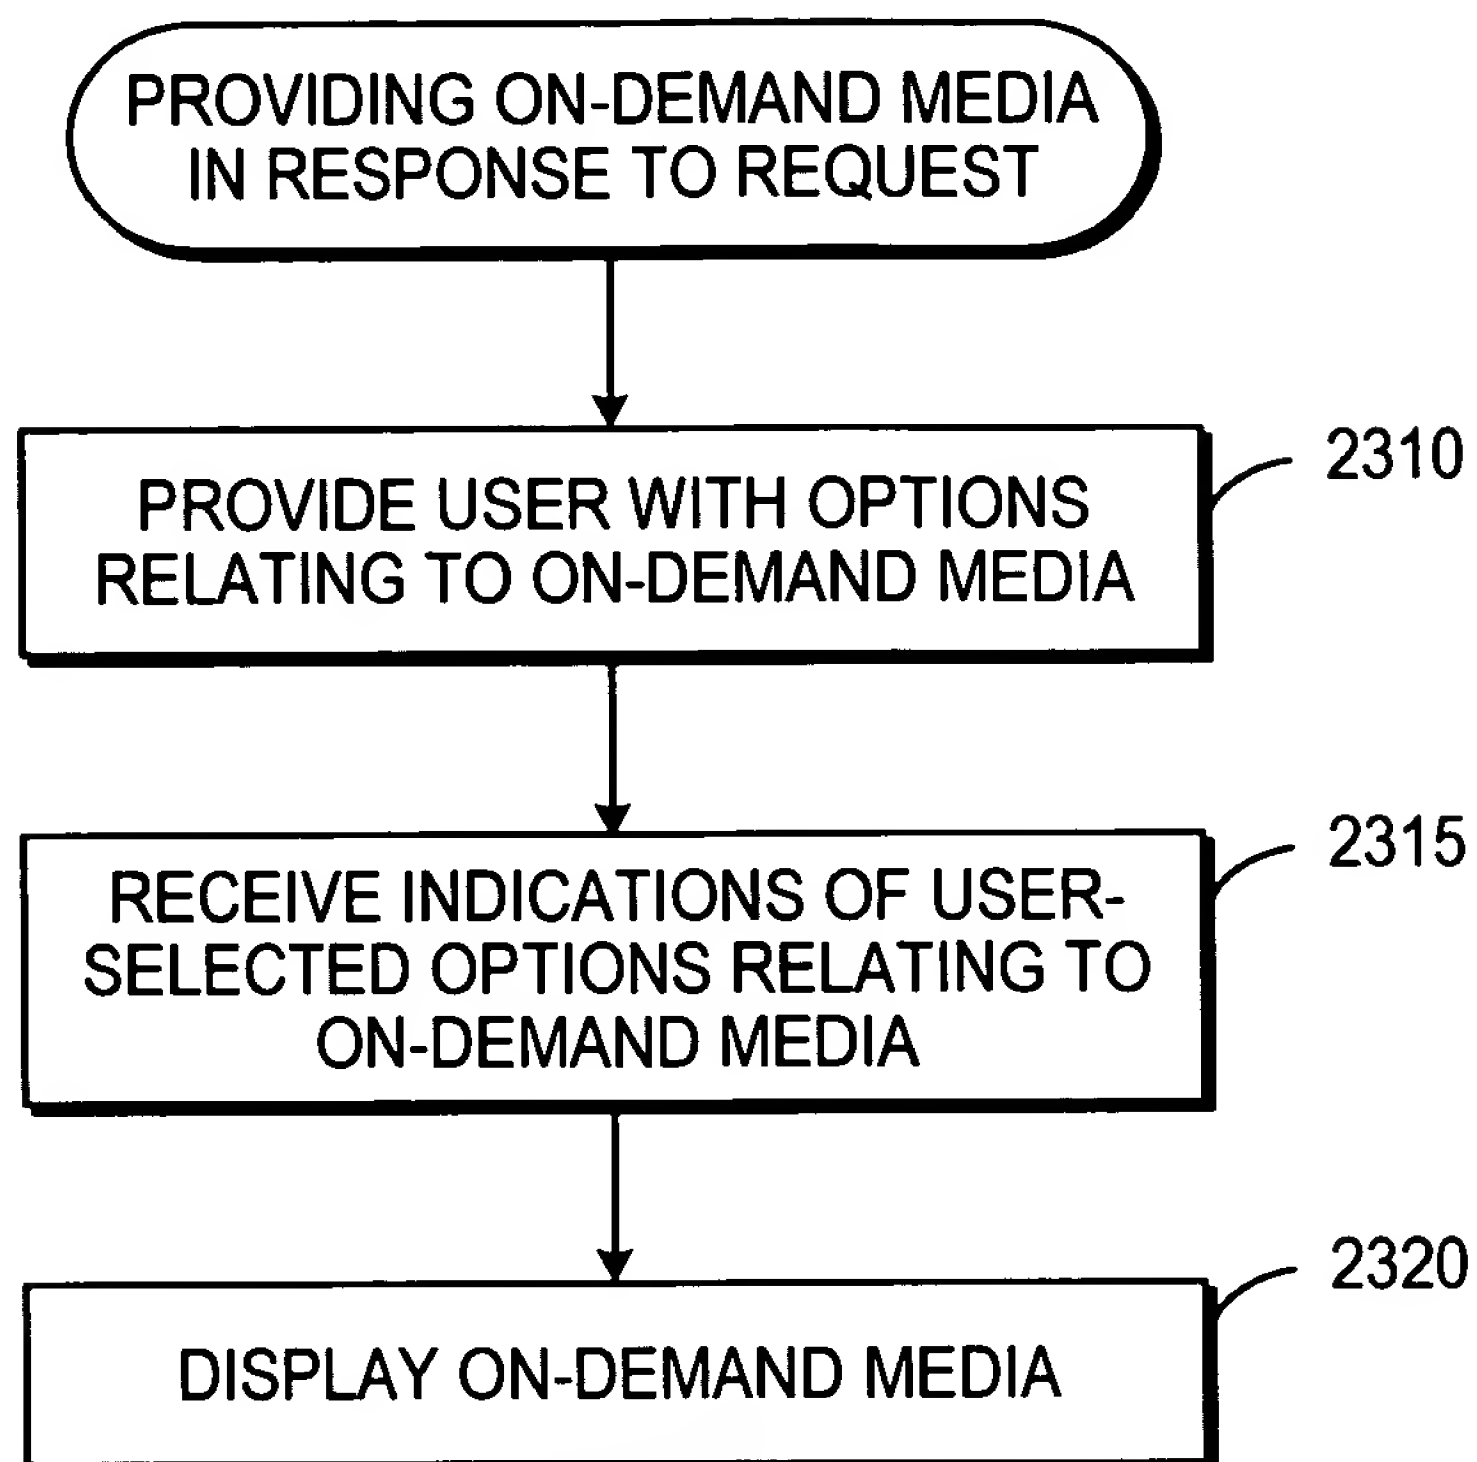 PROVIDING ON-DEMAND MEDIA
IN RESPONSE TO REQUEST
2310
PROVIDE USER WITH OPTIONS
RELATING TO ON-DEMAND MEDIA
2315
RECEIVE INDICATIONS OF USER-
SELECTED OPTIONS RELATING TO
ON-DEMAND MEDIA
2320
DISPLAY ON-DEMAND MEDIA